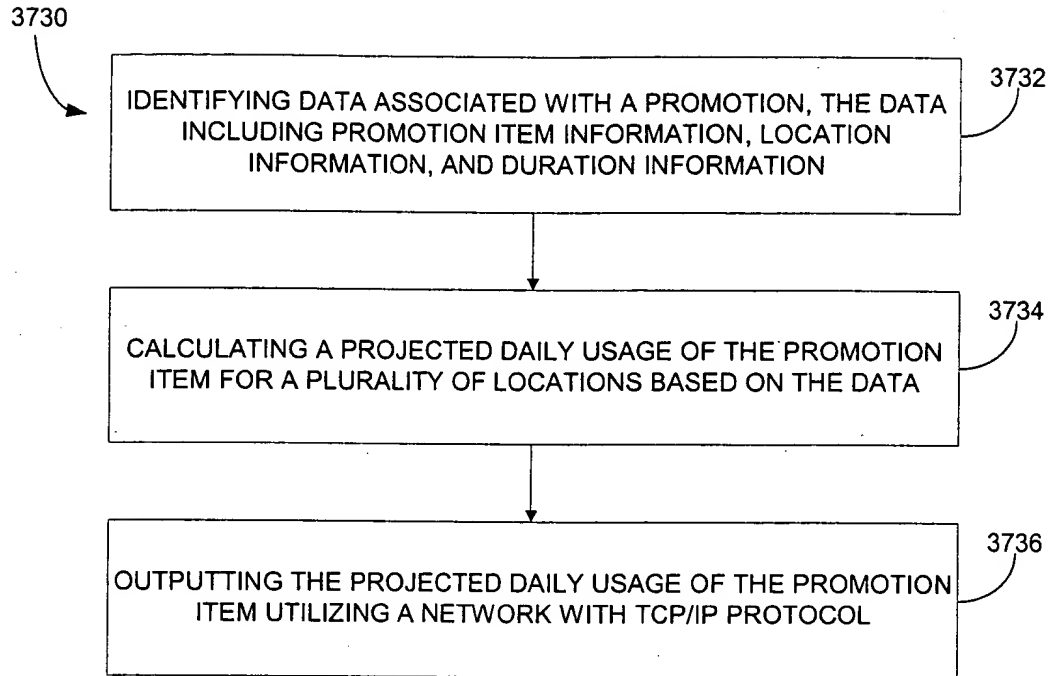 3730
3732
IDENTIFYING DATA ASSOCIATED WITH A PROMOTION, THE DATA
INCLUDING PROMOTION ITEM INFORMATION, LOCATION
INFORMATION, AND DURATION INFORMATION
3734
CALCULATING A PROJECTED DAILY USAGE OF THE PROMOTION
ITEM FOR A PLURALITY OF LOCATIONS BASED ON THE DATA
3736
OUTPUTTING THE PROJECTED DAILY USAGE OF THE PROMOTION
ITEM UTILIZING A NETWORK WITH TCP/IP PROTOCOL